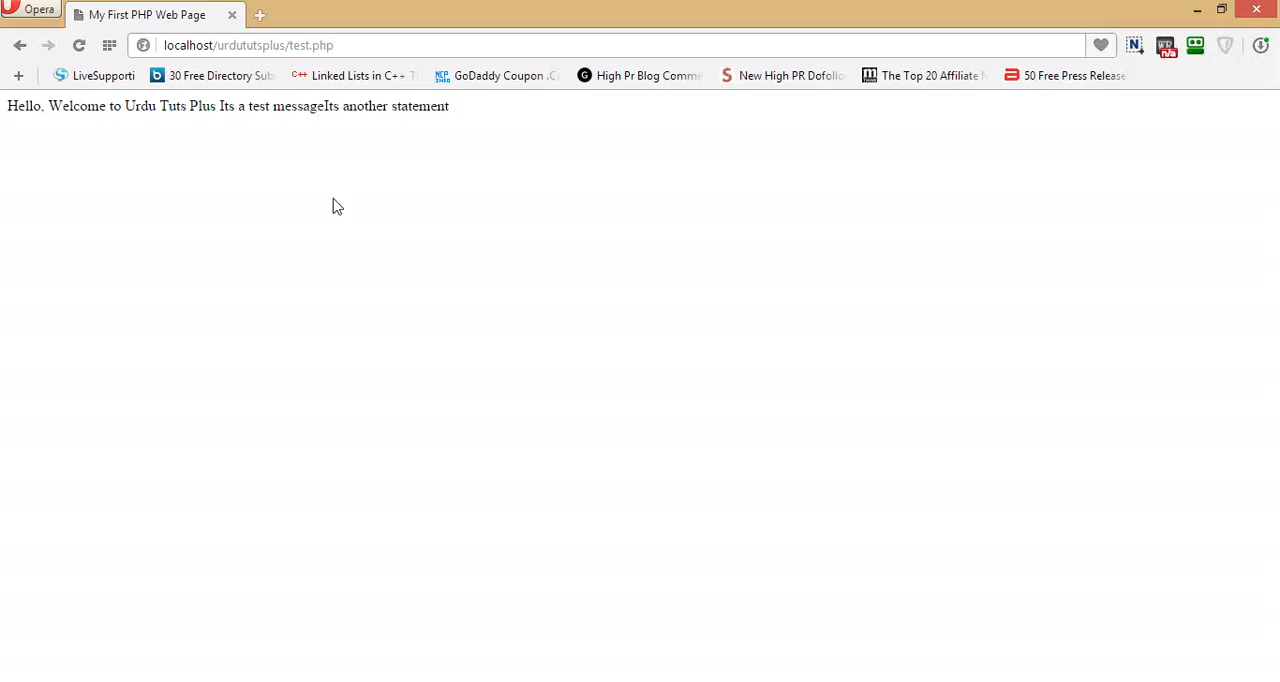 Opera
My First PHP Web Page
localhost/urdututsplus/test.php
LiveSupporti 30 Free Directory Sub Linked Lists in C++ T GoDaddy Coupon .C High Pr Blog Comme New High PR Dofollo The Top 20 Affiliate N 50 Free Press Release
Hello, Welcome to Urdu Tuts Plus Its a test messageIts another statement